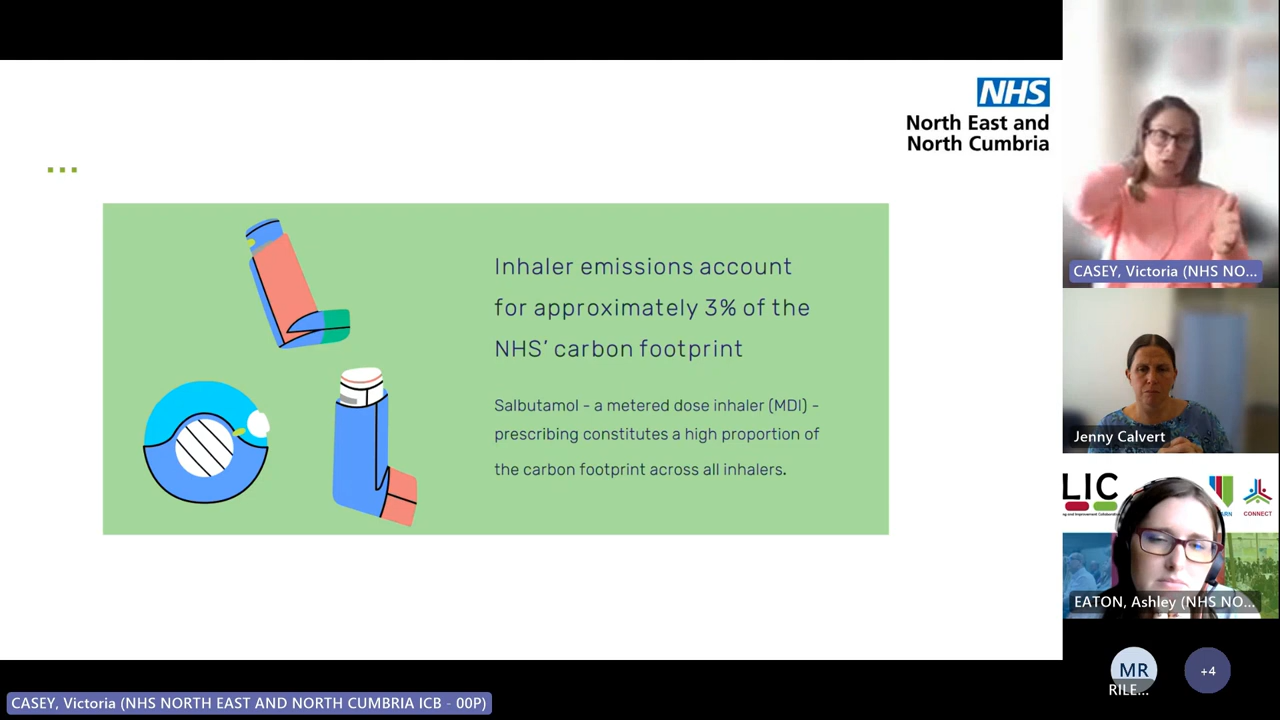 NHS
North East and
North Cumbria
...
Inhaler emissions account
for approximately 3% of the
NHS' carbon footprint
Salbutamol - a metered dose inhaler (MDI) -
prescribing constitutes a high proportion of
the carbon footprint across all inhalers.
CASEY, Victoria (NHS NO...
Jenny Calvert
LIC
CONNECT
EATON, Ashley (NHS NO...
MR
RILE...
+4
CASEY, Victoria (NHS NORTH EAST AND NORTH CUMBRIA ICB - 00P)